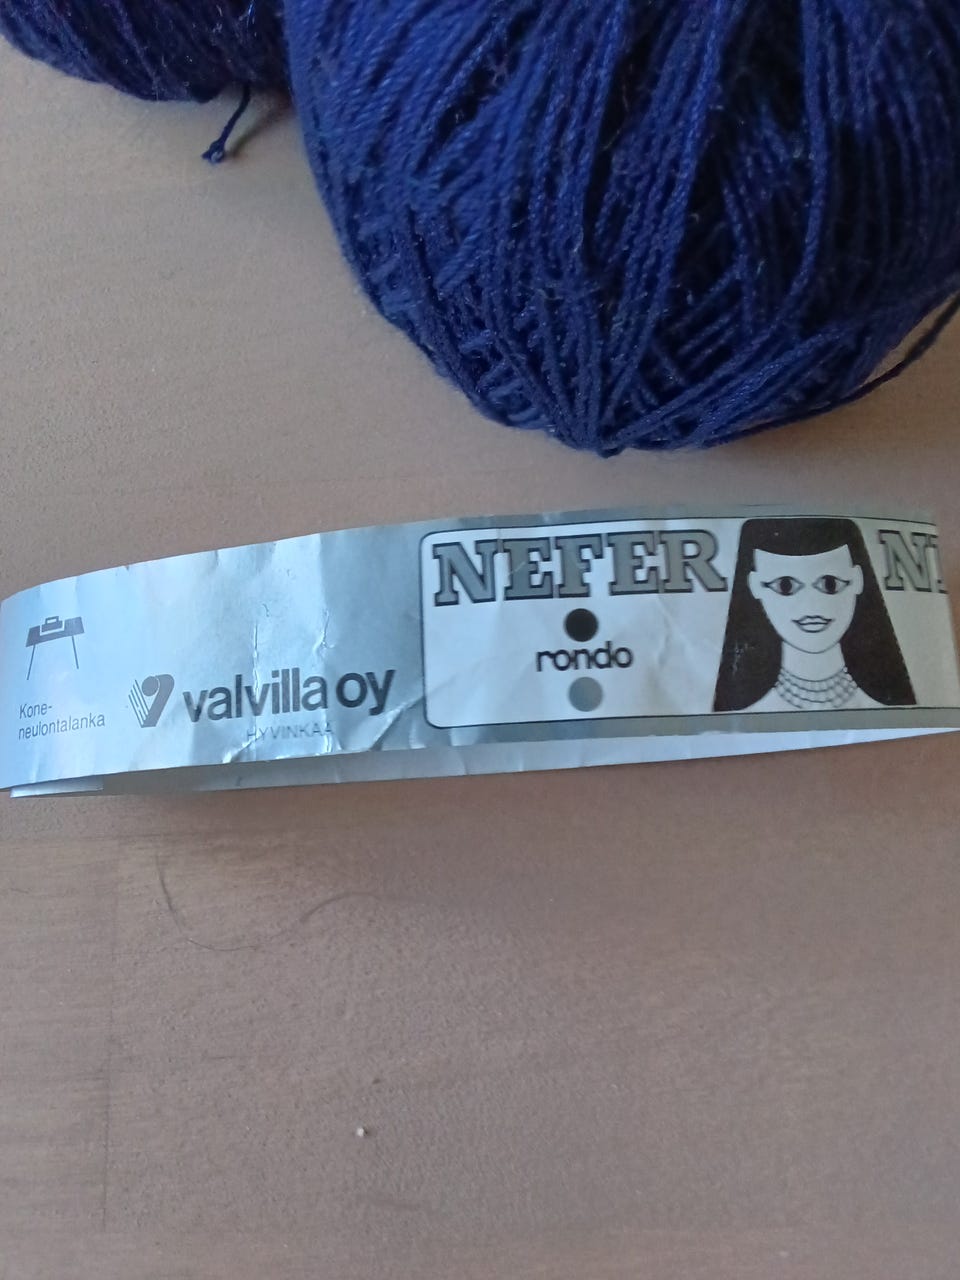 NEFER
rondo
valvilla oy
HYVINKAA
Kone-
neulontalanka